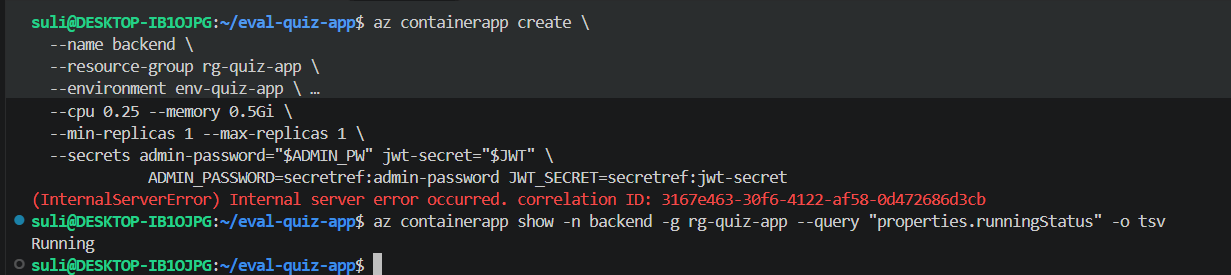 suli@DESKTOP-IB1OJPG:~/eval-quiz-app$ az containerapp create \
--name backend \
--resource-group rg-quiz-app \
--environment env-quiz-app \ …
--cpu 0.25 --memory 0.5Gi \
--min-replicas 1 --max-replicas 1 \
--secrets admin-password="$ADMIN_PW" jwt-secret="$JWT" \
ADMIN_PASSWORD=secretref:admin-password JWT_SECRET=secretref:jwt-secret
(InternalServerError) Internal server error occurred. correlation ID: 3167e463-30f6-4122-af58-0d472686d3cb
suli@DESKTOP-IB1OJPG:~/eval-quiz-app$ az containerapp show -n backend -g rg-quiz-app --query "properties.runningStatus" -o tsv
Running
suli@DESKTOP-IB1OJPG:~/eval-quiz-app$